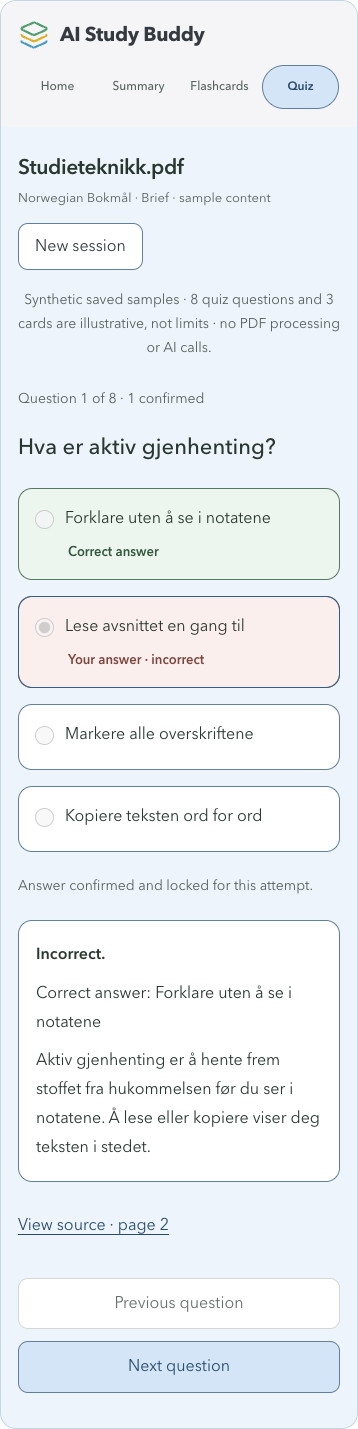 AI Study Buddy
Home
Summary
Flashcards
Quiz
Studieteknikk.pdf
Norwegian Bokmål · Brief · sample content
New session
Synthetic saved samples · 8 quiz questions and 3
cards are illustrative, not limits · no PDF processing
or AI calls.
Question 1 of 8 · 1 confirmed
Hva er aktiv gjenhenting?
Forklare uten å se i notatene
Correct answer
Lese avsnittet en gang til
Your answer · incorrect
Markere alle overskriftene
Kopiere teksten ord for ord
Answer confirmed and locked for this attempt.
Incorrect.
Correct answer: Forklare uten å se i
notatene
Aktiv gjenhenting er å hente frem
stoffet fra hukommelsen før du ser i
notatene. Å lese eller kopiere viser deg
teksten i stedet.
View source · page 2
Previous question
Next question